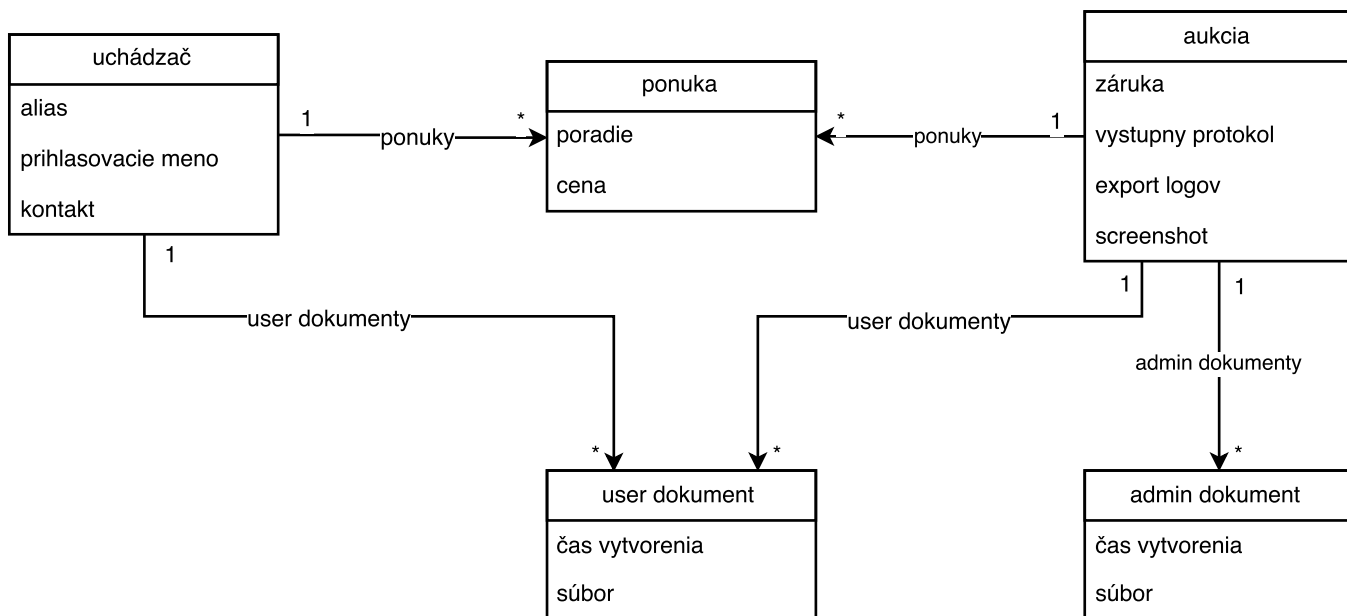 uchádzač
alias
prihlasovacie meno
kontakt
1
ponuky
*
ponuka
poradie
cena
*
ponuky
1
aukcia
záruka
vystupny protokol
export logov
screenshot
1
user dokumenty
*
1
user dokumenty
*
1
admin dokumenty
*
user dokument
čas vytvorenia
súbor
admin dokument
čas vytvorenia
súbor